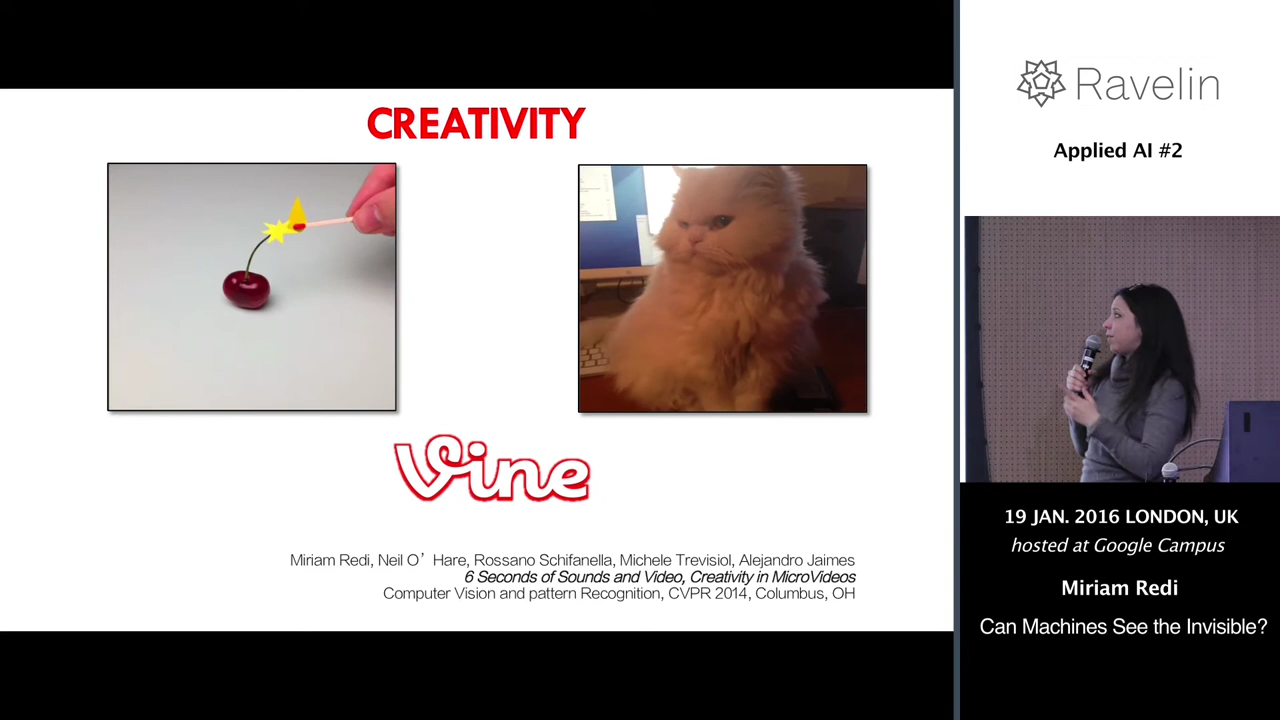 CREATIVITY
Vine
Miriam Redi, Neil O’ Hare, Rossano Schifanella, Michele Trevisiol, Alejandro Jaimes
6 Seconds of Sounds and Video, Creativity in MicroVideos
Computer Vision and pattern Recognition, CVPR 2014, Columbus, OH
Ravelin
Applied AI #2
19 JAN. 2016 LONDON, UK
hosted at Google Campus
Miriam Redi
Can Machines See the Invisible?